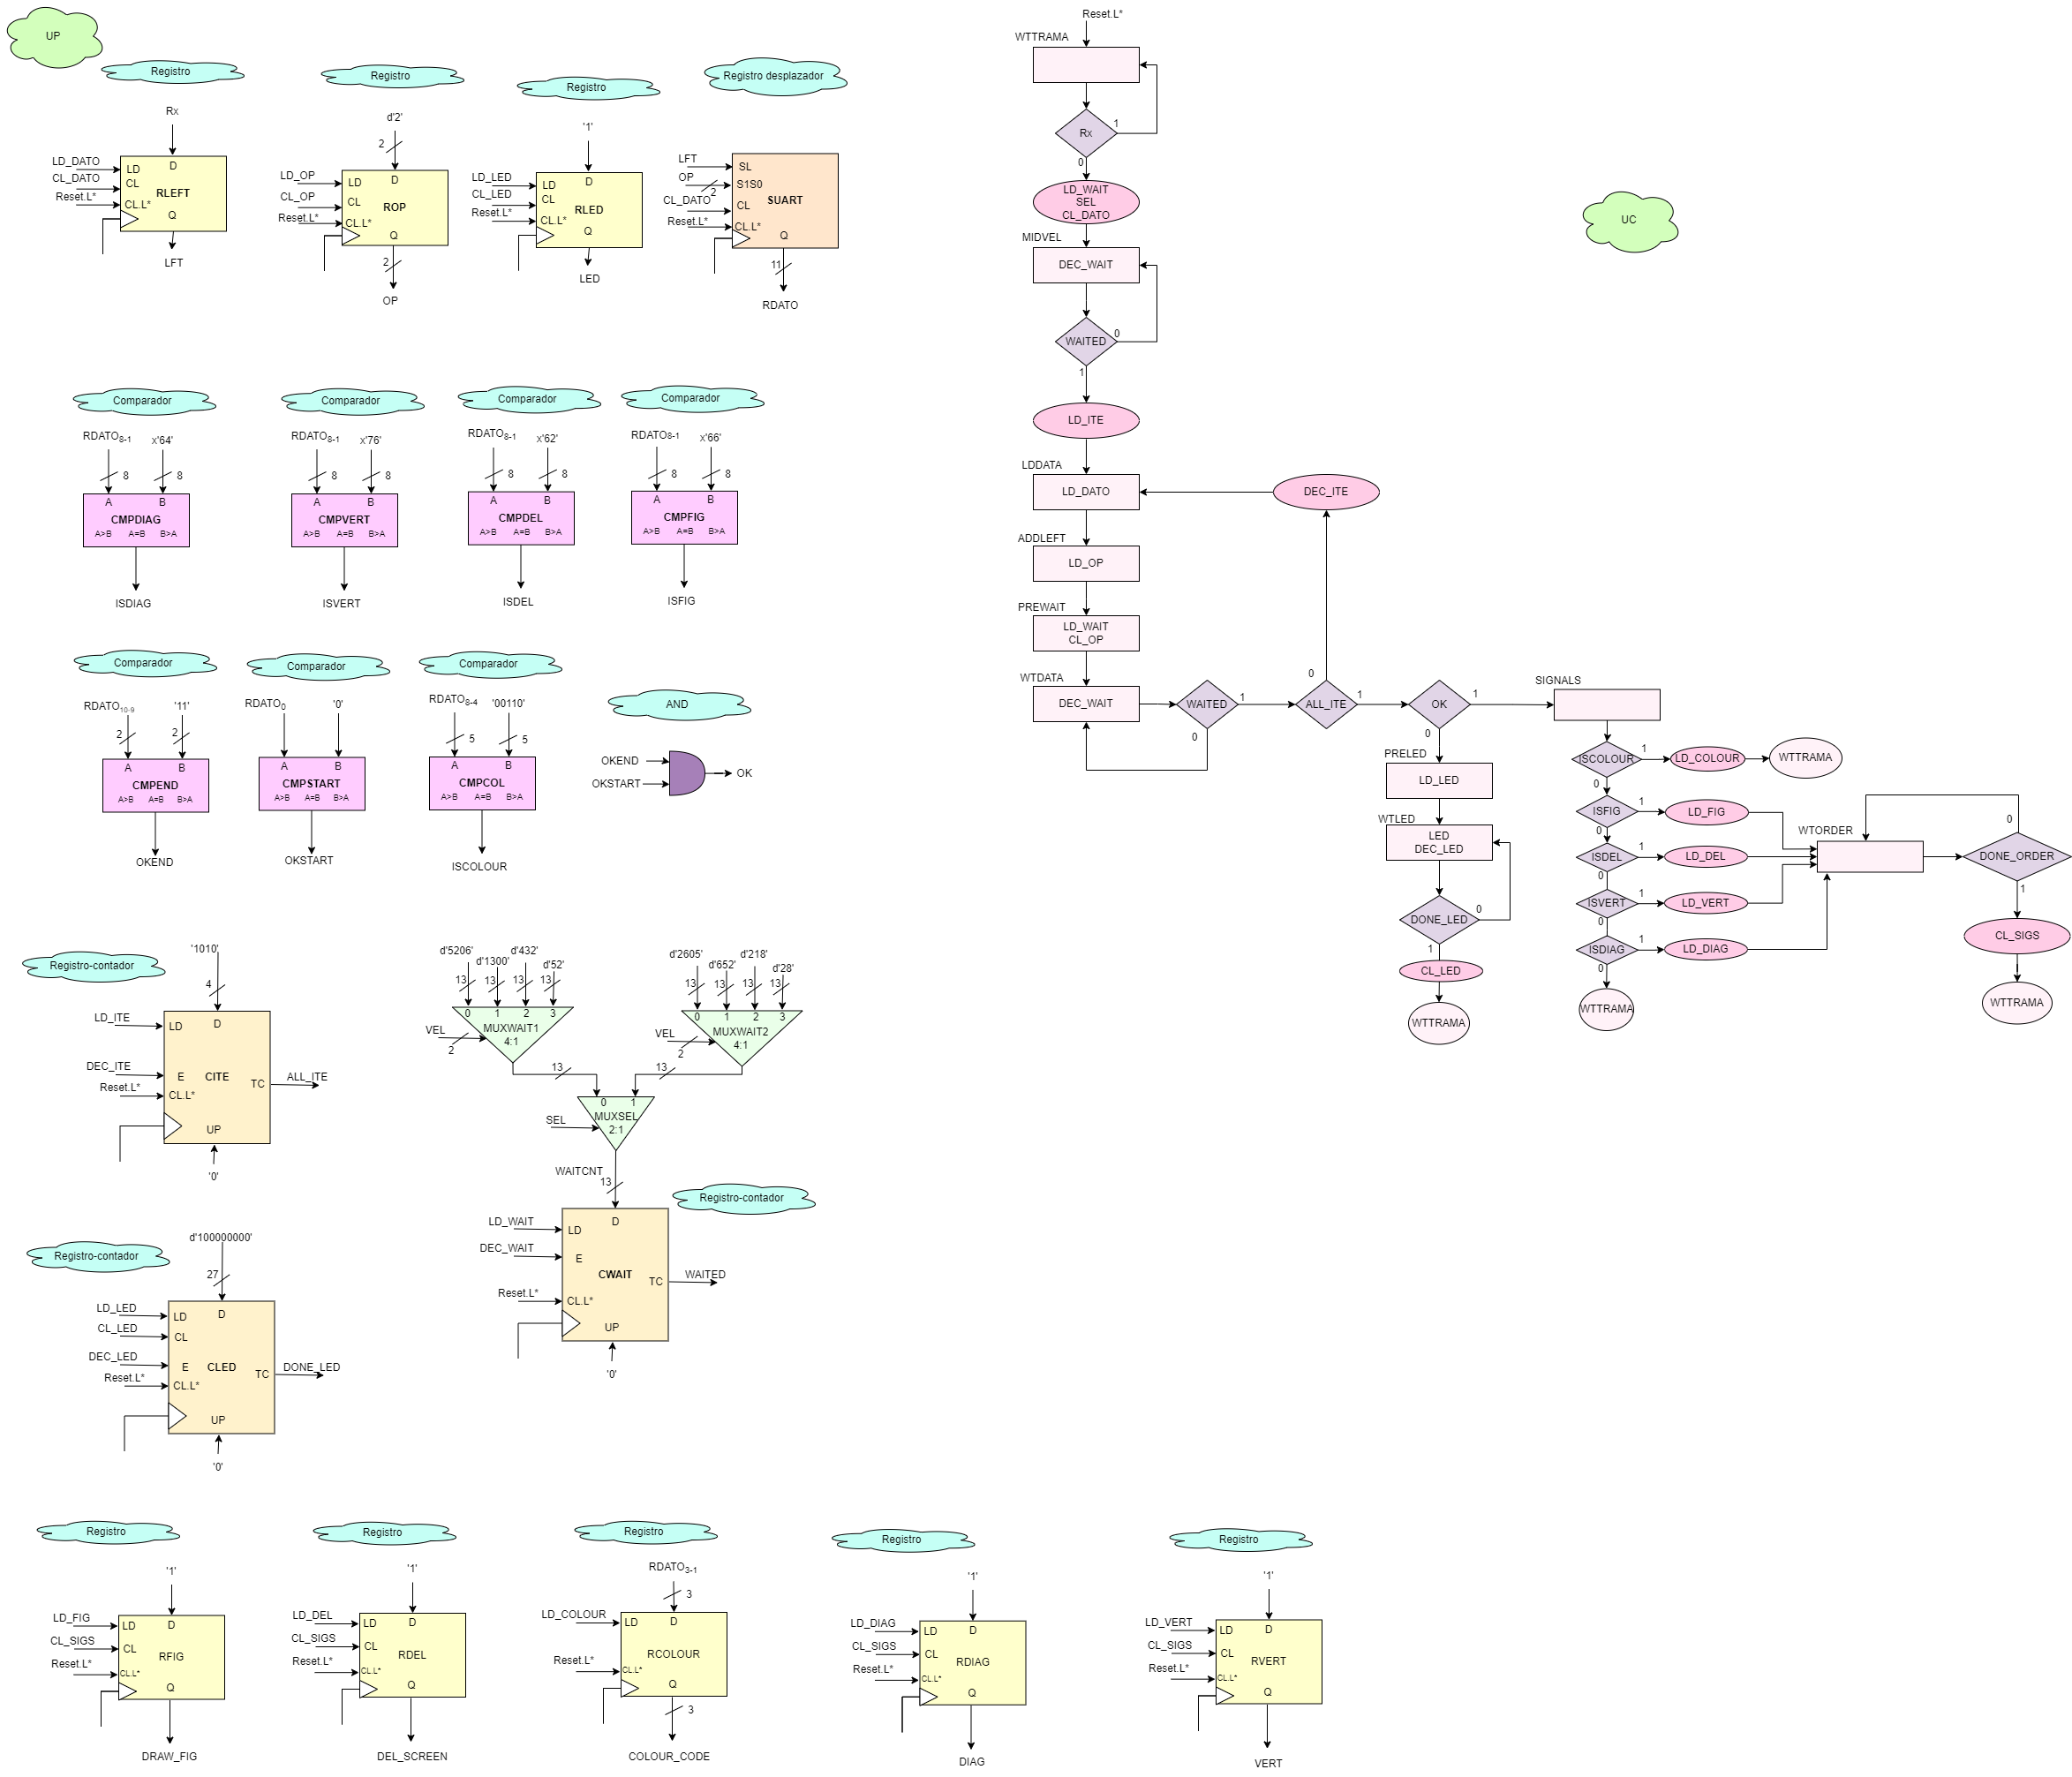 UP
Registro
Rx
LD_DATO
CL_DATO
Reset.L*
LD
D
CL
CL.L*
RLEFT
Q
LFT
Registro
d'2'
2
LD_OP
CL_OP
Reset.L*
LD
D
CL
CL.L*
ROP
Q
2
OP
Registro
'1'
LD_LED
CL_LED
Reset.L*
LD
D
CL
CL.L*
RLED
Q
LED
Registro desplazador
LFT
OP
2
CL_DATO
Reset.L*
SL
S1S0
CL
CL.L*
SUART
Q
11
RDATO
Comparador
RDATO8-1 x'64'
8 8
A B
CMPDIAG
A>B A=B B>A
ISDIAG
Comparador
RDATO8-1 x'76'
8 8
A B
CMPVERT
A>B A=B B>A
ISVERT
Comparador
RDATO8-1 x'62'
8 8
A B
CMPDEL
A>B A=B B>A
ISDEL
Comparador
RDATO8-1 x'66'
8 8
A B
CMPFIG
A>B A=B B>A
ISFIG
Comparador
RDATO10-9 '11'
2 2
A B
CMPEND
A>B A=B B>A
OKEND
Comparador
RDATO0 '0'
A B
CMPSTART
A>B A=B B>A
OKSTART
Comparador
RDATO8-4 '00110'
5 5
A B
CMPCOL
A>B A=B B>A
ISCOLOUR
AND
OKEND
OKSTART
OK
Registro-contador
'1010'
4
LD_ITE
DEC_ITE
Reset.L*
LD
D
E
CITE
TC
CL.L*
UP
ALL_ITE
'0'
d'5206' d'1300' d'432' d'52'
13 13 13 13
0 1 2 3
VEL
2
MUXWAIT1
4:1
13
d'2605' d'652' d'218' d'28'
13 13 13 13
0 1 2 3
VEL
2
MUXWAIT2
4:1
13
0 1
SEL
MUXSEL
2:1
WAITCNT
13
Registro-contador
LD_WAIT
DEC_WAIT
Reset.L*
LD
D
E
CWAIT
TC
CL.L*
UP
WAITED
'0'
Registro-contador
d'100000000'
27
LD_LED
CL_LED
DEC_LED
Reset.L*
LD
D
CL
E
CLED
TC
CL.L*
UP
DONE_LED
'0'
Registro
'1'
LD_FIG
CL_SIGS
Reset.L*
LD
D
CL
CL.L*
RFIG
Q
DRAW_FIG
Registro
'1'
LD_DEL
CL_SIGS
Reset.L*
LD
D
CL
CL.L*
RDEL
Q
DEL_SCREEN
Registro
RDATO3-1
3
LD_COLOUR
Reset.L*
LD
D
CL.L*
RCOLOUR
Q
3
COLOUR_CODE
Registro
'1'
LD_DIAG
CL_SIGS
Reset.L*
LD
D
CL
CL.L*
RDIAG
Q
DIAG
Registro
'1'
LD_VERT
CL_SIGS
Reset.L*
LD
D
CL
CL.L*
RVERT
Q
VERT
UC
Reset.L*
WTTRAMA
Rx
1
0
LD_WAIT
SEL
CL_DATO
MIDVEL
DEC_WAIT
WAITED
0
1
LD_ITE
LDDATA
LD_DATO
DEC_ITE
ADDLEFT
LD_OP
PREWAIT
LD_WAIT
CL_OP
WTDATA
DEC_WAIT
WAITED
1
0
ALL_ITE
0
1
OK
1
0
PRELED
LD_LED
WTLED
LED
DEC_LED
DONE_LED
0
1
CL_LED
WTTRAMA
SIGNALS
ISCOLOUR
1
LD_COLOUR
WTTRAMA
0
ISFIG
1
LD_FIG
0
ISDEL
1
LD_DEL
0
ISVERT
1
LD_VERT
0
ISDIAG
1
LD_DIAG
0
WTTRAMA
WTORDER
DONE_ORDER
0
1
CL_SIGS
WTTRAMA